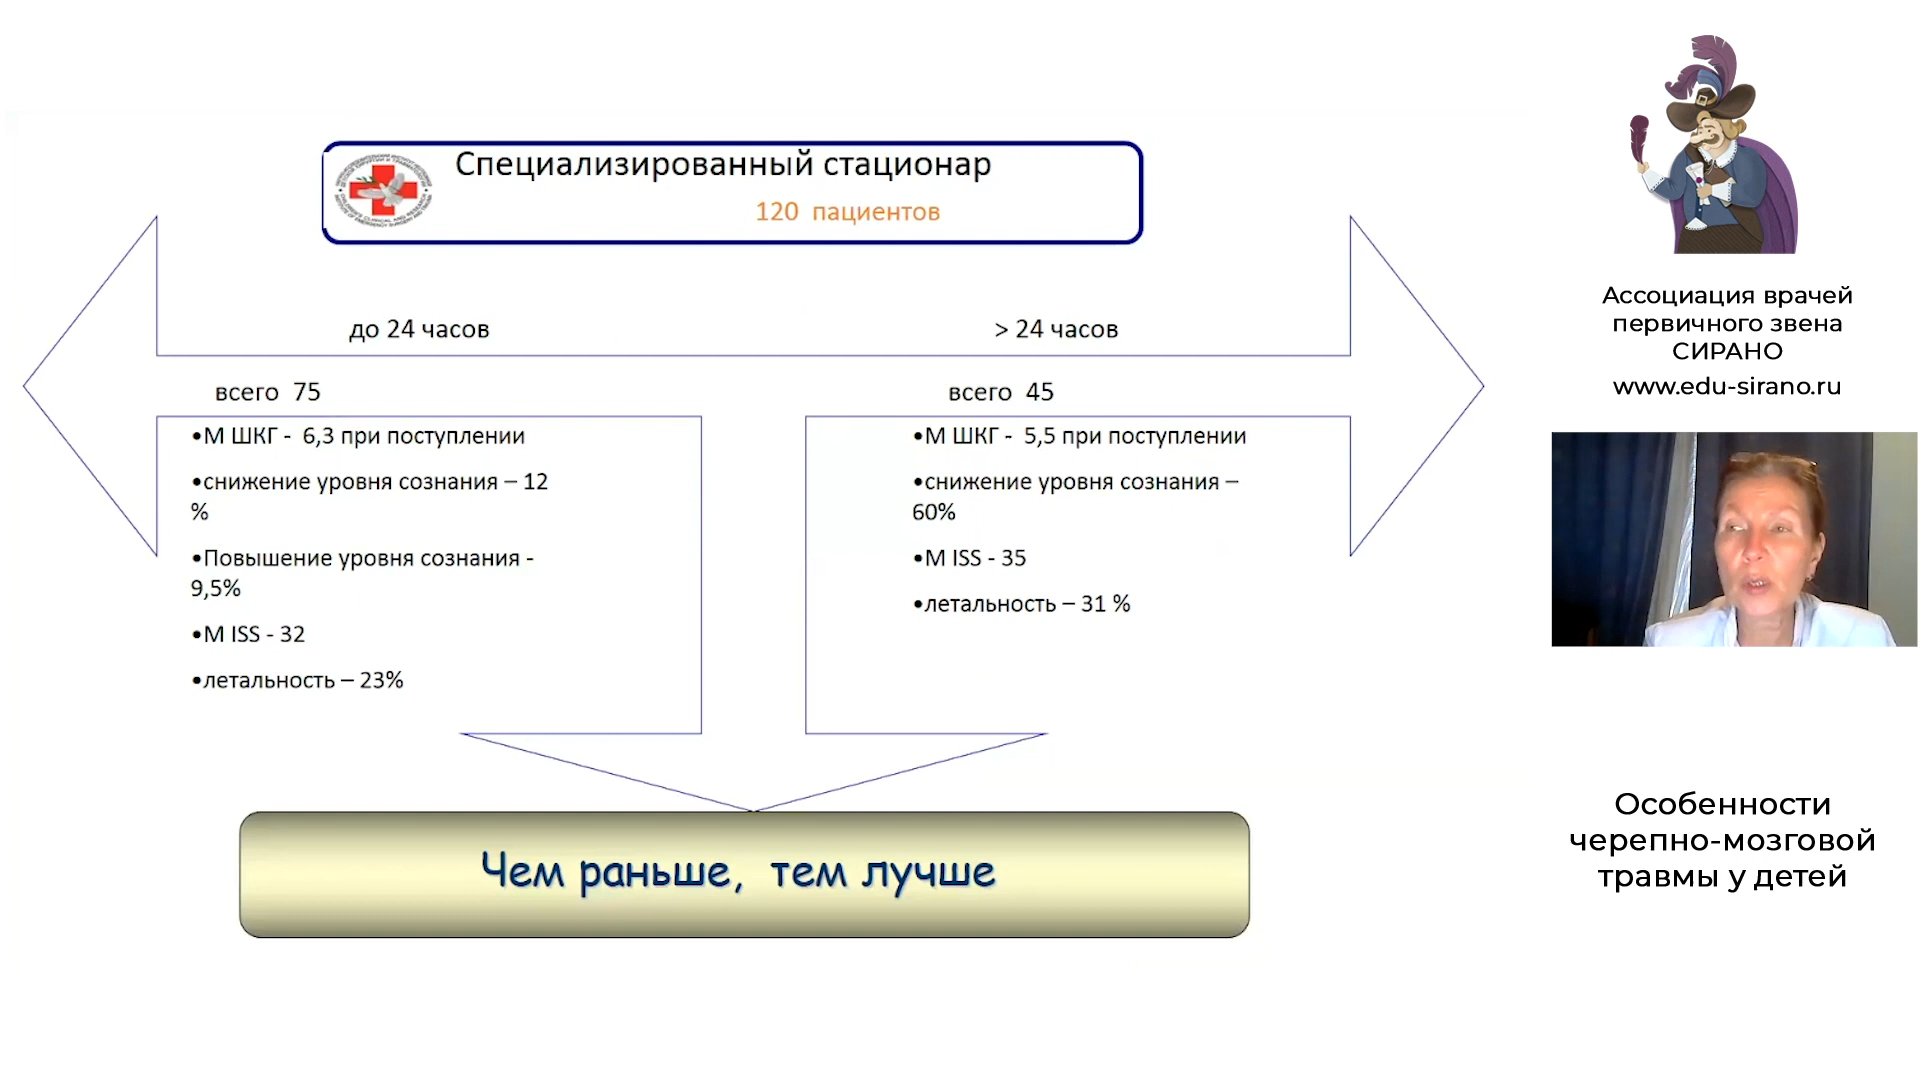 Специализированный стационар
120 пациентов
до 24 часов
> 24 часов
всего 75
всего 45
•М ШКГ - 6,3 при поступлении
•снижение уровня сознания – 12
%
•Повышение уровня сознания -
9,5%
•М ISS - 32
•летальность – 23%
•М ШКГ - 5,5 при поступлении
•снижение уровня сознания –
60%
•М ISS - 35
•летальность – 31 %
Чем раньше, тем лучше
Ассоциация врачей
первичного звена
СИРАНО
www.edu-sirano.ru
Особенности
черепно-мозговой
травмы у детей